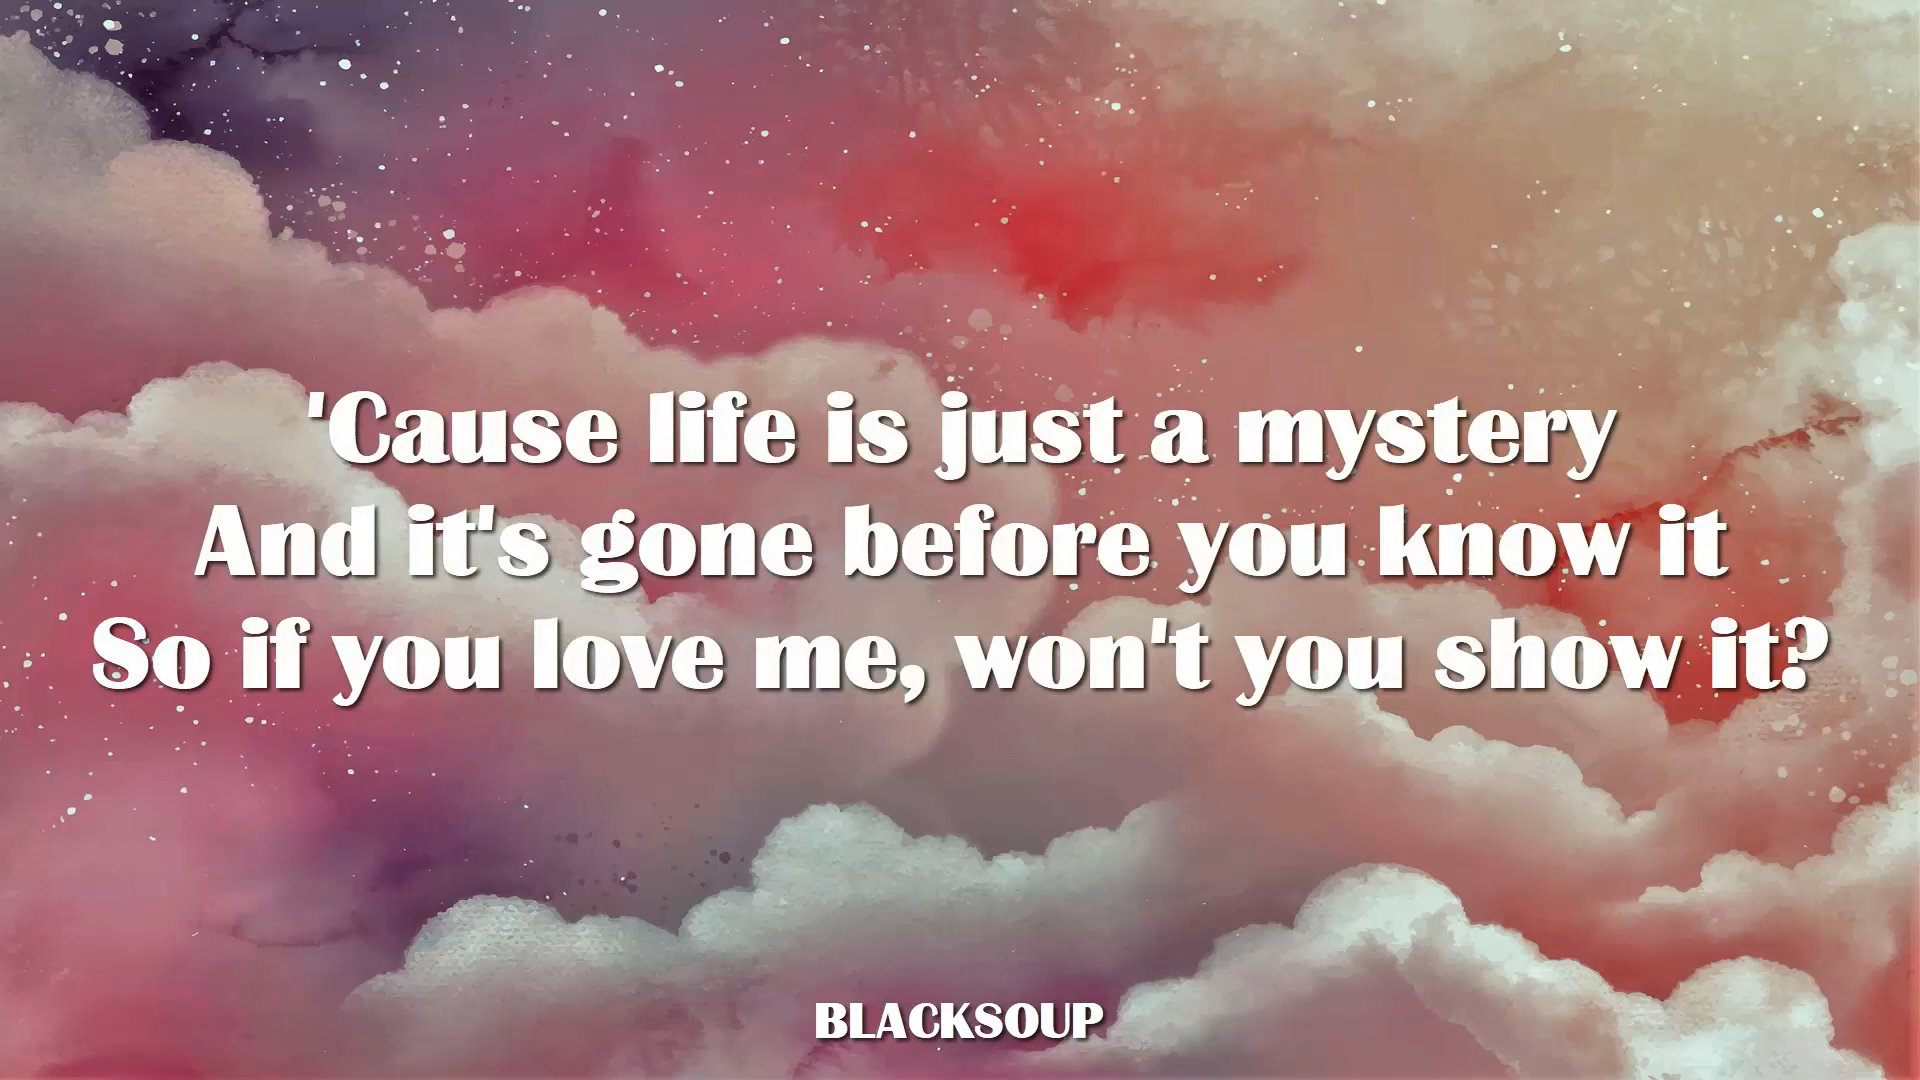 'Cause life is just a mystery
And it's gone before you know it
So if you love me, won't you show it?
BLACKSOUP